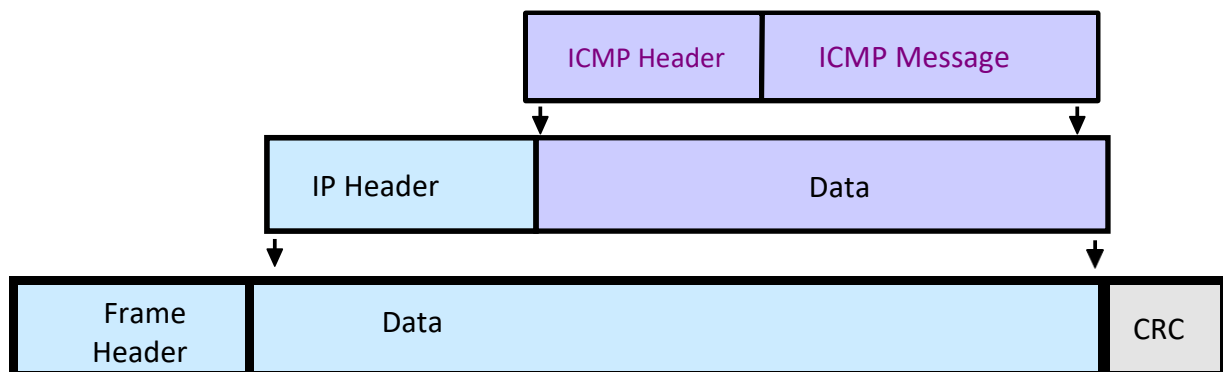 ICMP Header
ICMP Message
IP Header
Data
Frame
Header
Data
CRC